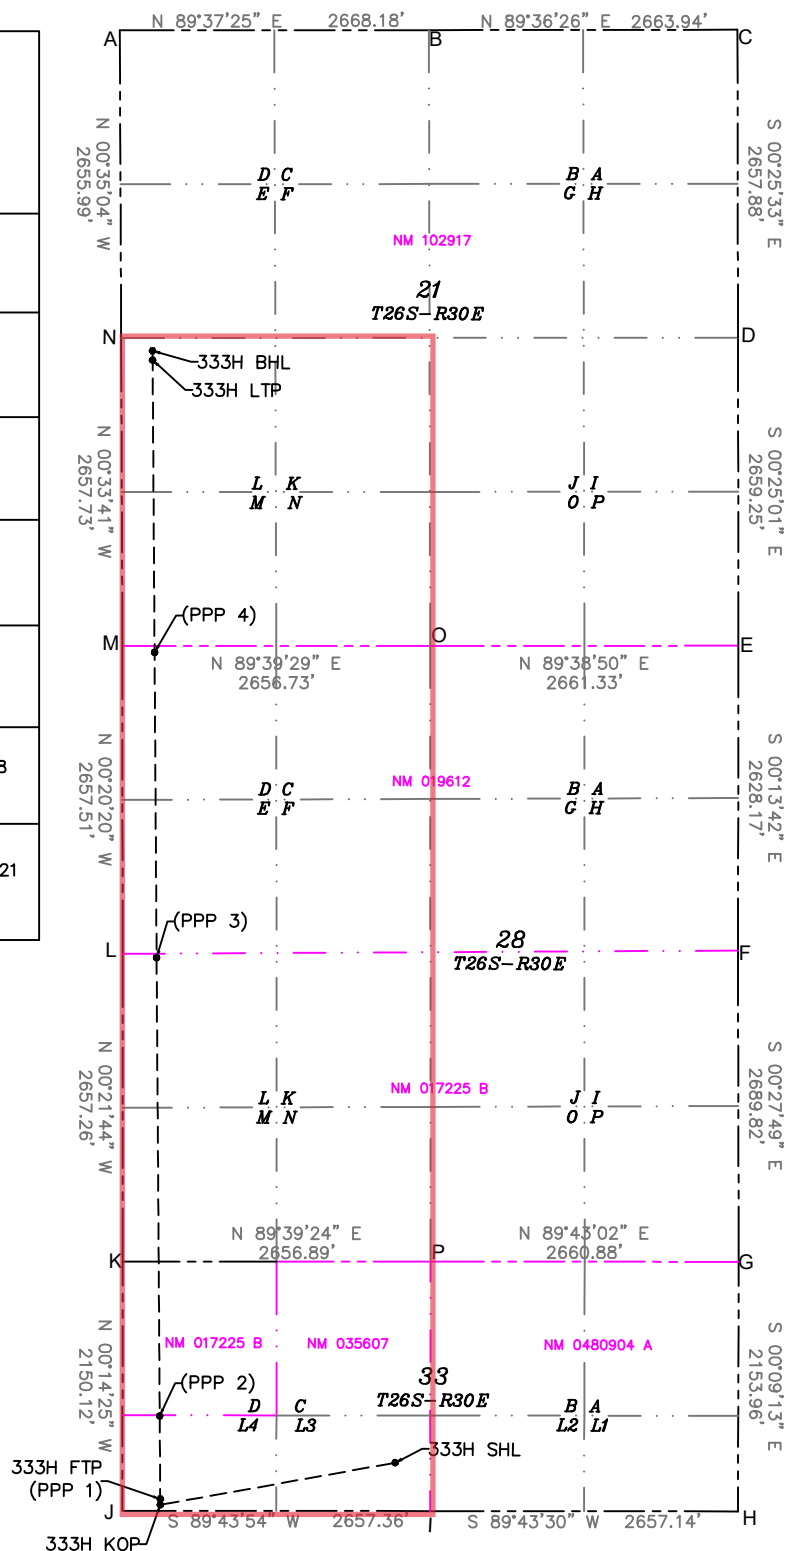 N 89°37'25" E 2668.18'
N 89°36'26" E 2663.94'
A
B
C
N 00°35'04" W
2655.99'
S 00°25'33" E
2657.88'
D C
E F
B A
G H
NM 102917
21
T26S-R30E
N
D
333H BHL
333H LTP
N 00°33'41" W
2657.73'
S 00°25'01" E
2659.25'
L K
M N
J I
O P
(PPP 4)
M
O
E
N 89°39'29" E
2656.73'
N 89°38'50" E
2661.33'
N 00°20'20" W
2657.51'
S 00°13'42" E
2628.17'
8
D C
E F
NM 019612
B A
G H
21
(PPP 3)
L
28
T26S-R30E
F
N 00°21'44" W
2657.26'
S 00°27'49" E
2689.82'
NM 017225 B
L K
M N
J I
O P
N 89°39'24" E
2656.89'
N 89°43'02" E
2660.88'
K
P
G
N 00°14'25" W
2150.12'
S 00°09'13" E
2153.96'
NM 017225 B
NM 035607
NM 0480904 A
33
T26S-R30E
(PPP 2)
D C
L4 L3
B A
L2 L1
333H SHL
333H FTP
(PPP 1)
J
I
H
S 89°43'54" W 2657.36'
S 89°43'30" W 2657.14'
333H KOP